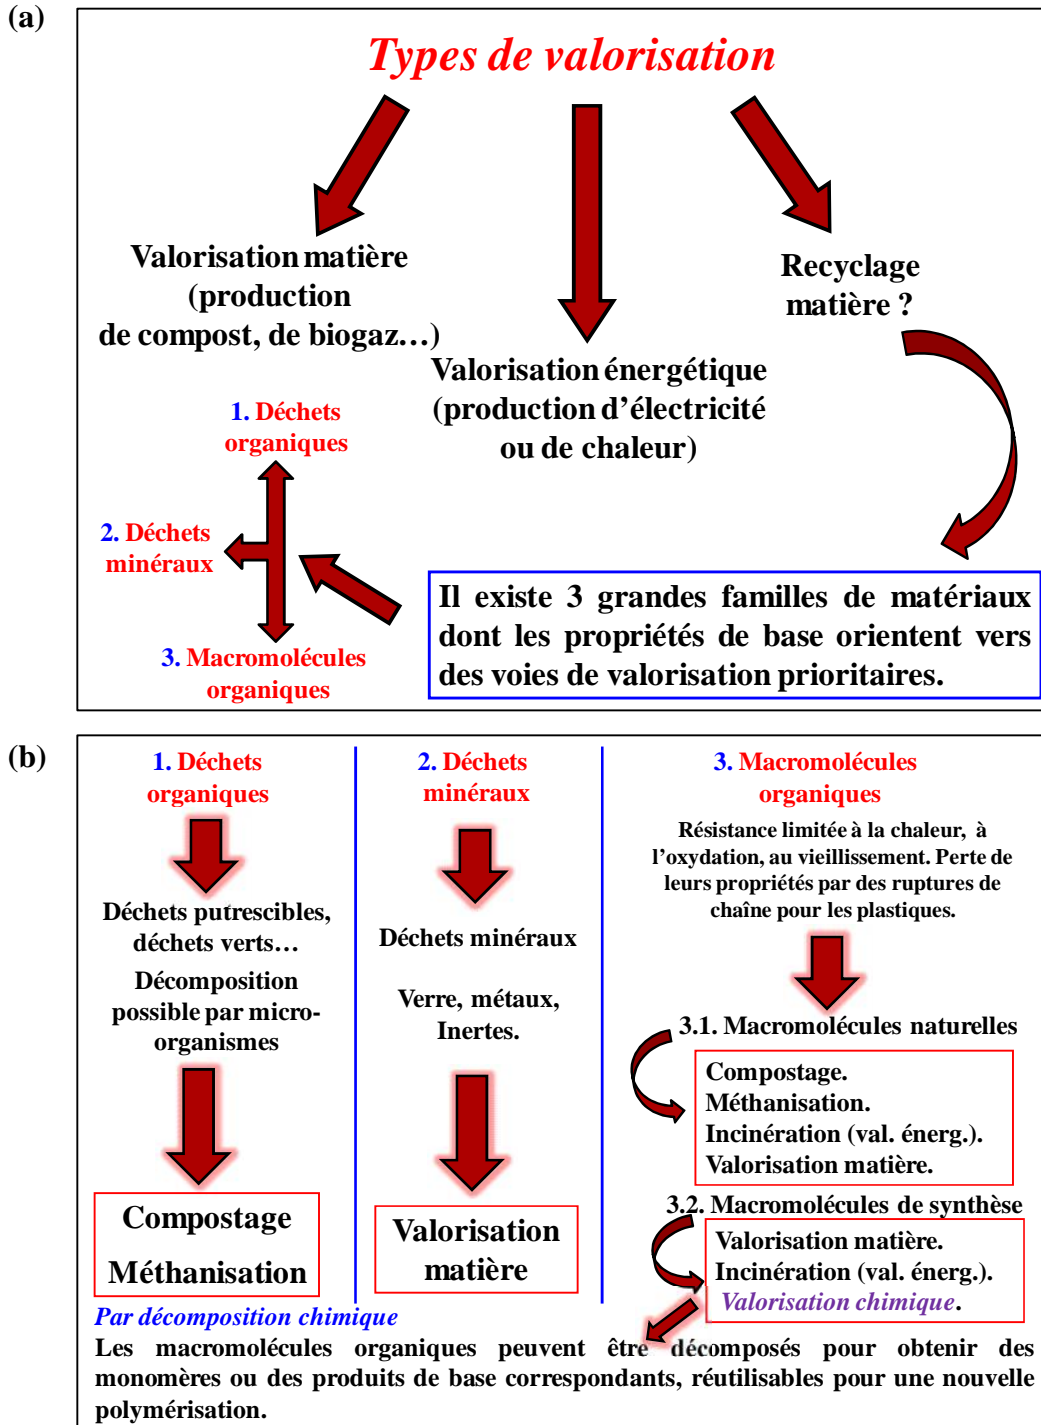 (a)
Types de valorisation
Valorisation matière
(production
de compost, de biogaz…)
Valorisation énergétique
(production d’électricité
ou de chaleur)
Recyclage
matière ?
1. Déchets
organiques
2. Déchets
minéraux
3. Macromolécules
organiques
Il existe 3 grandes familles de matériaux
dont les propriétés de base orientent vers
des voies de valorisation prioritaires.
(b)
1. Déchets
organiques
Déchets putrescibles,
déchets verts…
Décomposition
possible par micro-
organismes
Compostage
Méthanisation
2. Déchets
minéraux
Déchets minéraux
Verre, métaux,
Inertes.
Valorisation
matière
3. Macromolécules
organiques
Résistance limitée à la chaleur, à
l’oxydation, au vieillissement. Perte de
leurs propriétés par des ruptures de
chaîne pour les plastiques.
3.1. Macromolécules naturelles
Compostage.
Méthanisation.
Incinération (val. énerg.).
Valorisation matière.
3.2. Macromolécules de synthèse
Valorisation matière.
Incinération (val. énerg.).
Valorisation chimique.
Par décomposition chimique
Les macromolécules organiques peuvent être décomposés pour obtenir des
monomères ou des produits de base correspondants, réutilisables pour une nouvelle
polymérisation.